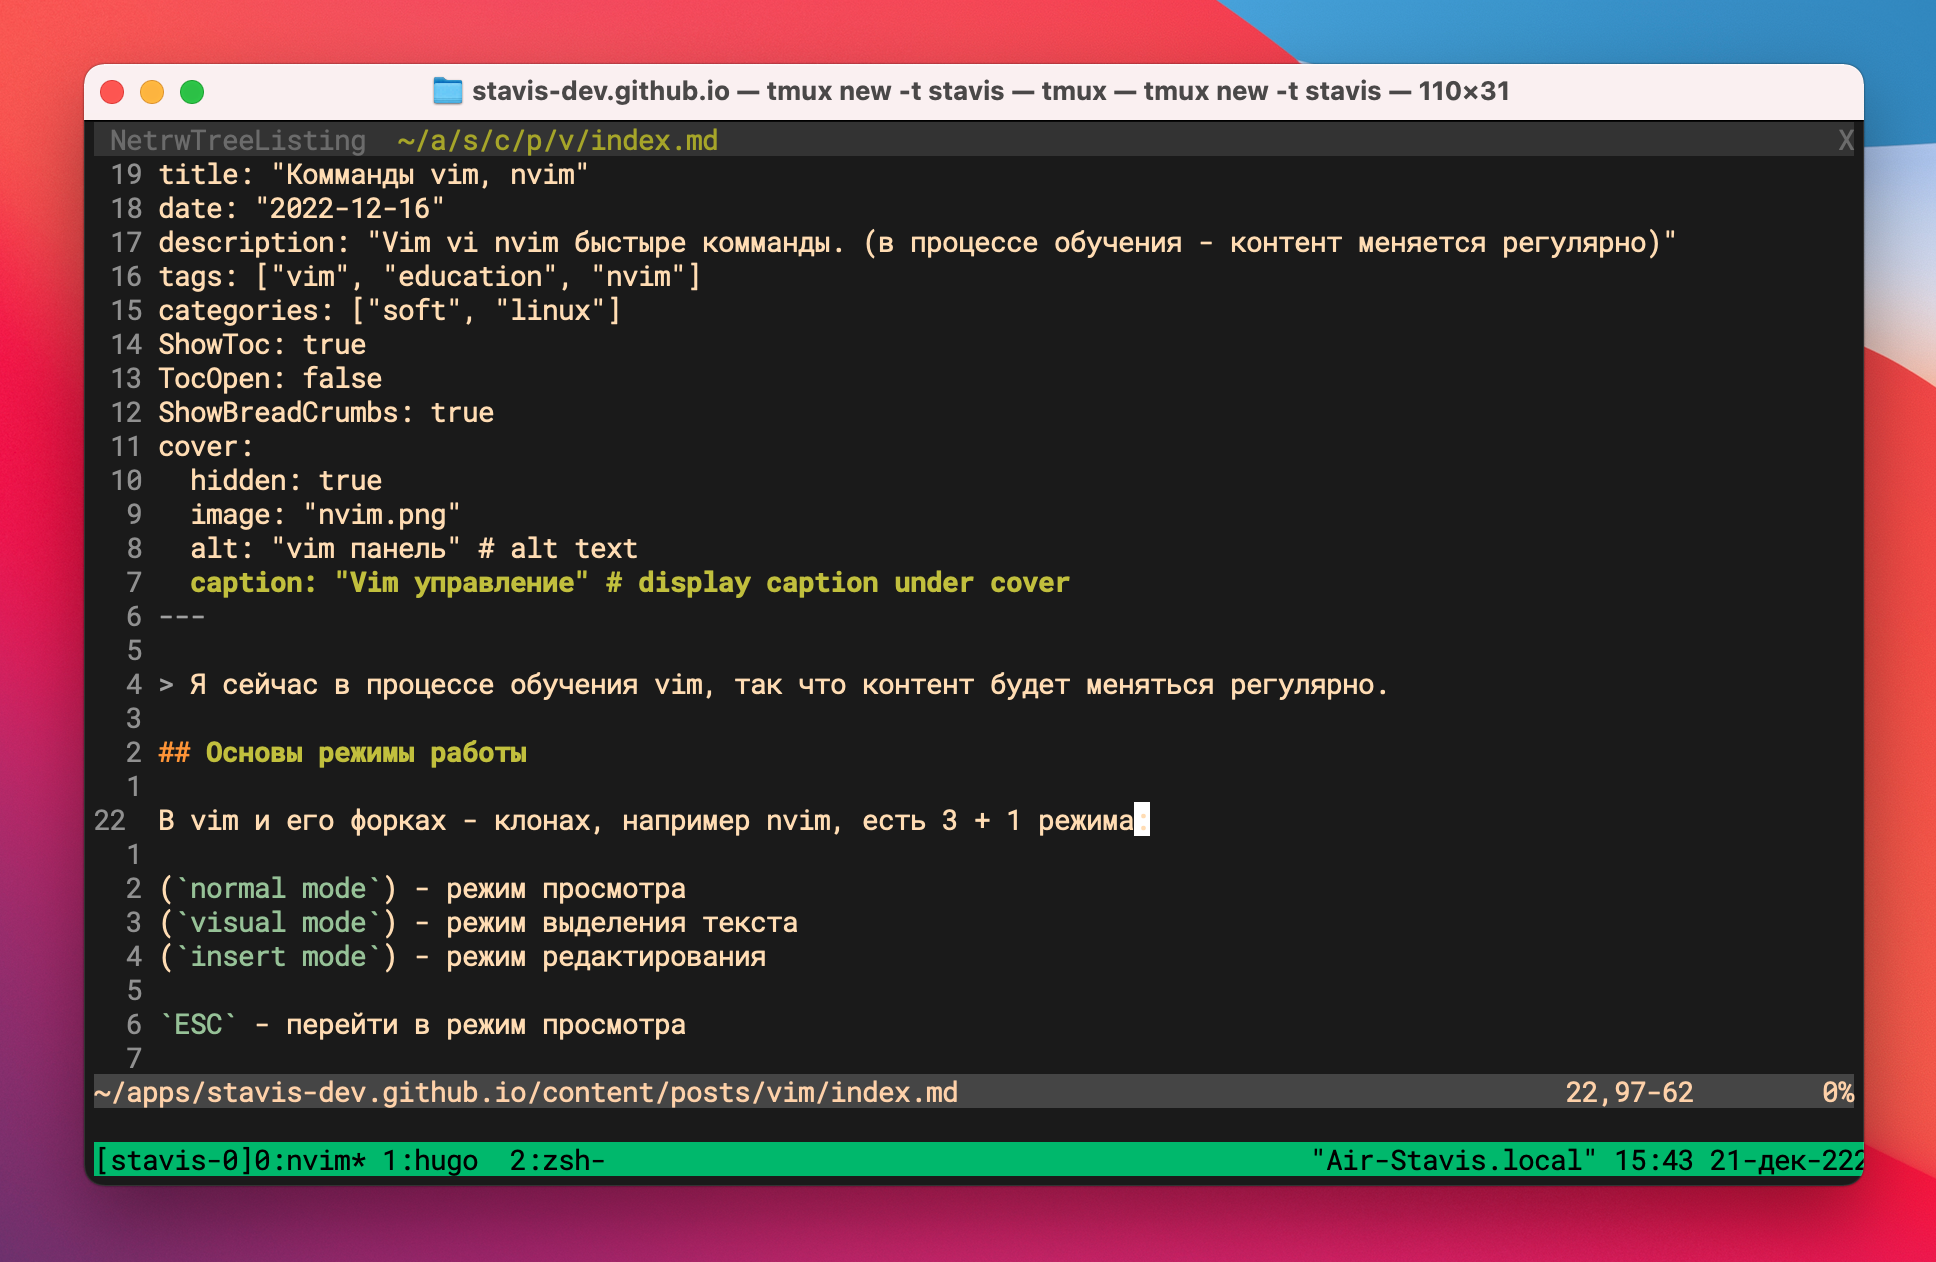 stavis-dev.github.io — tmux new -t stavis — tmux — tmux new -t stavis — 110×31
NetrwTreeListing ~/a/s/c/p/v/index.md X
19 title: "Комманды vim, nvim"
18 date: "2022-12-16"
17 description: "Vim vi nvim быстыре комманды. (в процессе обучения - контент меняется регулярно)"
16 tags: ["vim", "education", "nvim"]
15 categories: ["soft", "linux"]
14 ShowToc: true
13 TocOpen: false
12 ShowBreadCrumbs: true
11 cover:
10   hidden: true
9   image: "nvim.png"
8   alt: "vim панель" # alt text
7   caption: "Vim управление" # display caption under cover
6 ---
5
4 > Я сейчас в процессе обучения vim, так что контент будет меняться регулярно.
3
2 ## Основы режимы работы
1
22 В vim и его форках - клонах, например nvim, есть 3 + 1 режима:
1
2 (`normal mode`) - режим просмотра
3 (`visual mode`) - режим выделения текста
4 (`insert mode`) - режим редактирования
5
6 `ESC` - перейти в режим просмотра
7
~/apps/stavis-dev.github.io/content/posts/vim/index.md 22,97-62 0%
[stavis-0]0:nvim* 1:hugo 2:zsh- "Air-Stavis.local" 15:43 21-дек-222